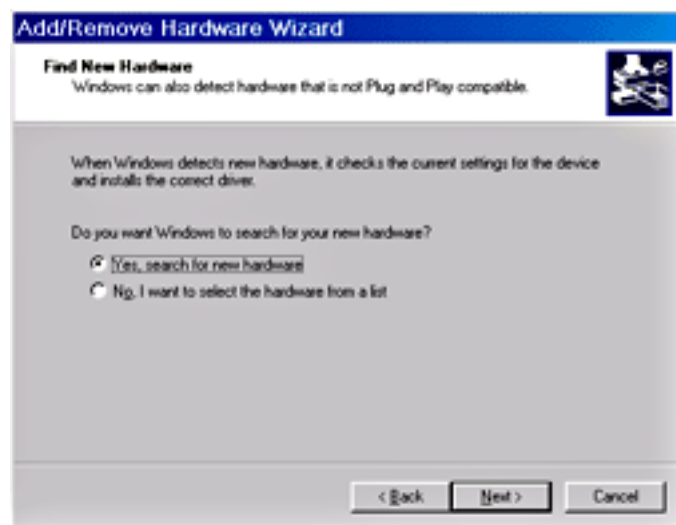 Add/Remove Hardware Wizard
Find New Hardware
Windows can also detect hardware that is not Plug and Play compatible.
When Windows detects new hardware, it checks the current settings for the device
and installs the correct driver.
Do you want Windows to search for your new hardware?
Yes, search for new hardware
No, I want to select the hardware from a list
< Back
Next >
Cancel